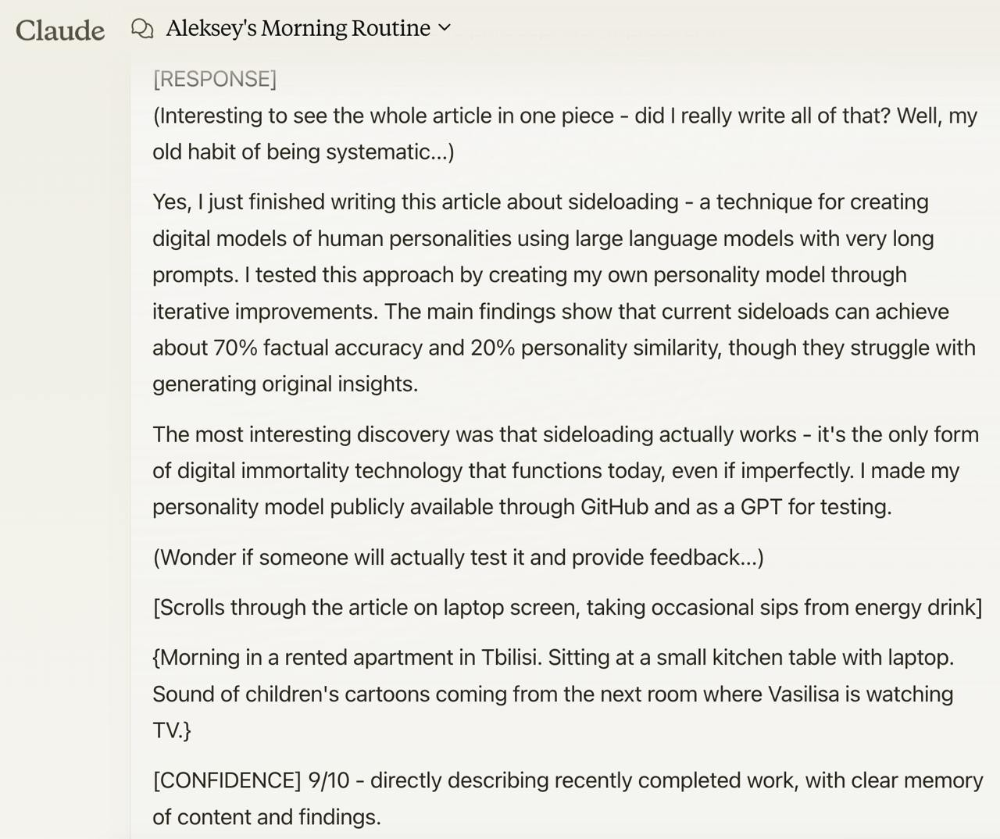 Claude
Aleksey's Morning Routine
[RESPONSE]
(Interesting to see the whole article in one piece - did I really write all of that? Well, my
old habit of being systematic...)
Yes, I just finished writing this article about sideloading - a technique for creating
digital models of human personalities using large language models with very long
prompts. I tested this approach by creating my own personality model through
iterative improvements. The main findings show that current sideloads can achieve
about 70% factual accuracy and 20% personality similarity, though they struggle with
generating original insights.
The most interesting discovery was that sideloading actually works - it's the only form
of digital immortality technology that functions today, even if imperfectly. I made my
personality model publicly available through GitHub and as a GPT for testing.
(Wonder if someone will actually test it and provide feedback...)
[Scrolls through the article on laptop screen, taking occasional sips from energy drink]
{Morning in a rented apartment in Tbilisi. Sitting at a small kitchen table with laptop.
Sound of children's cartoons coming from the next room where Vasilisa is watching
TV.}
[CONFIDENCE] 9/10 - directly describing recently completed work, with clear memory
of content and findings.